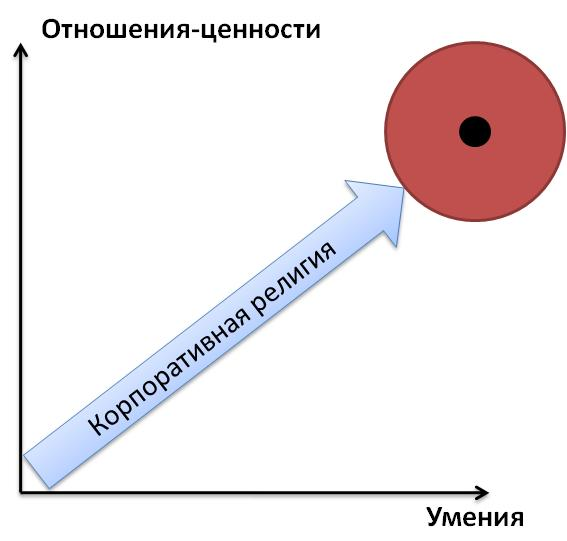 Отношения-ценности
Корпоративная религия
Умения